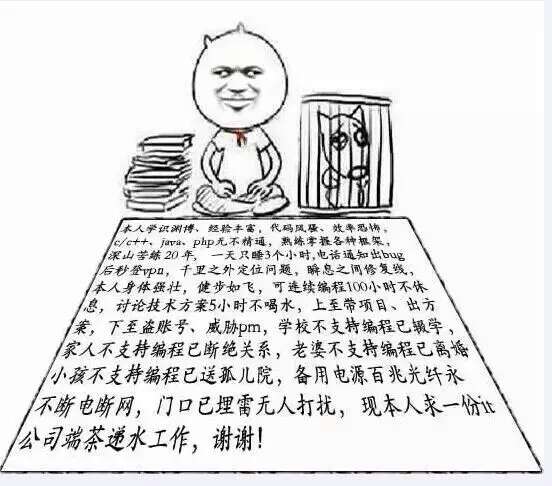 本人学识渊博、经验丰富，代码风骚、效率恐怖，
c/c++、java、php无不精通，熟练掌握各种框架，
深山苦练20年，一天只睡3个小时,电话通知出bug
后秒登vpn，千里之外定位问题，瞬息之间修复线，
本人身体强壮，健步如飞，可连续编程100小时不休
息，讨论技术方案5小时不喝水，上至带项目、出方
案，下至盗账号、威胁pm，学校不支持编程已辍学，
家人不支持编程已断绝关系，老婆不支持编程已离婚
小孩不支持编程已送孤儿院，备用电源百兆光纤永
不断电断网，门口已埋雷无人打扰，现本人求一份it
公司端茶递水工作，谢谢！